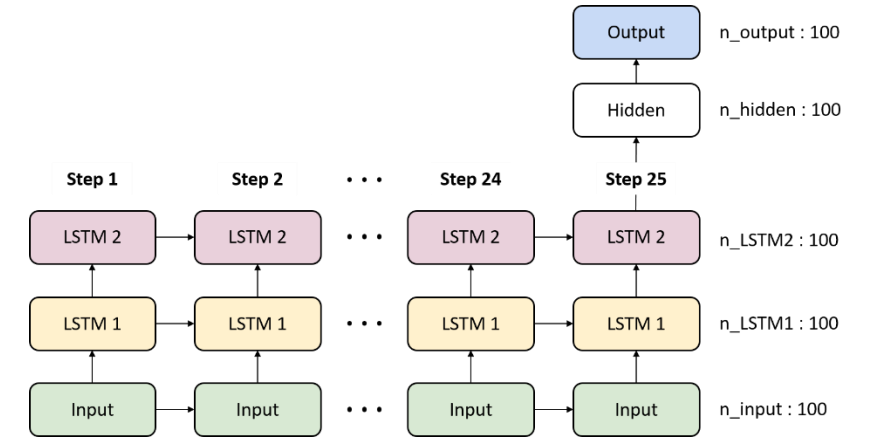 Output n_output : 100
Hidden n_hidden : 100
Step 1 Step 2 • • • Step 24 Step 25
LSTM 2 LSTM 2 • • • LSTM 2 LSTM 2 n_LSTM2 : 100
LSTM 1 LSTM 1 • • • LSTM 1 LSTM 1 n_LSTM1 : 100
Input Input • • • Input Input n_input : 100